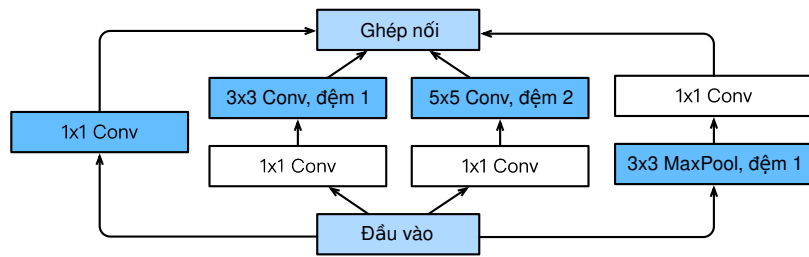 Ghép nối
3x3 Conv, đệm 1
5x5 Conv, đệm 2
1x1 Conv
1x1 Conv
1x1 Conv
1x1 Conv
3x3 MaxPool, đệm 1
Đầu vào